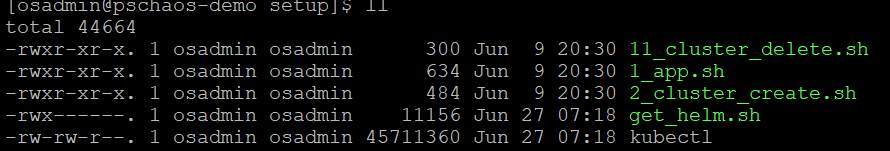 [osadmin@pschaos-demo setup]$ ll
total 44664
-rwxr-xr-x. 1 osadmin osadmin      300 Jun  9 20:30 11_cluster_delete.sh
-rwxr-xr-x. 1 osadmin osadmin      634 Jun  9 20:30 1_app.sh
-rwxr-xr-x. 1 osadmin osadmin      484 Jun  9 20:30 2_cluster_create.sh
-rwx------. 1 osadmin osadmin    11156 Jun 27 07:18 get_helm.sh
-rw-rw-r--. 1 osadmin osadmin 45711360 Jun 27 07:18 kubectl